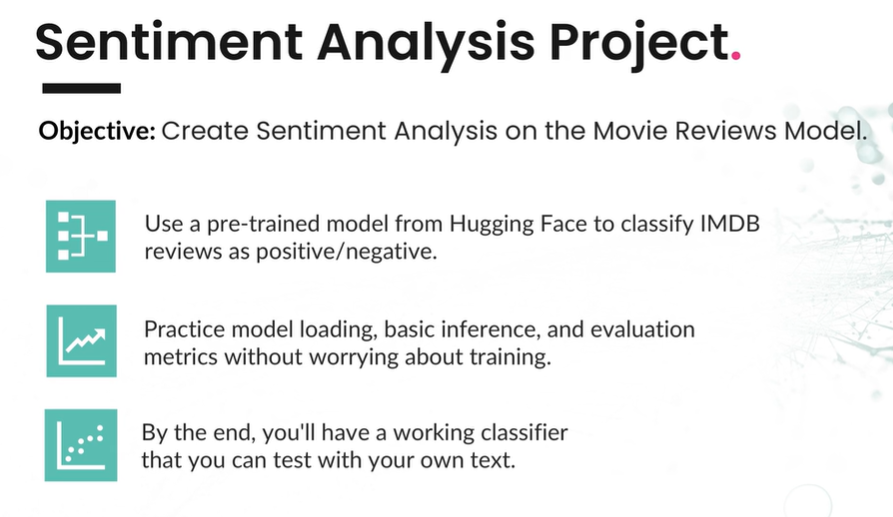 Sentiment Analysis Project.
Objective: Create Sentiment Analysis on the Movie Reviews Model.
Use a pre-trained model from Hugging Face to classify IMDB
reviews as positive/negative.
Practice model loading, basic inference, and evaluation
metrics without worrying about training.
By the end, you'll have a working classifier
that you can test with your own text.